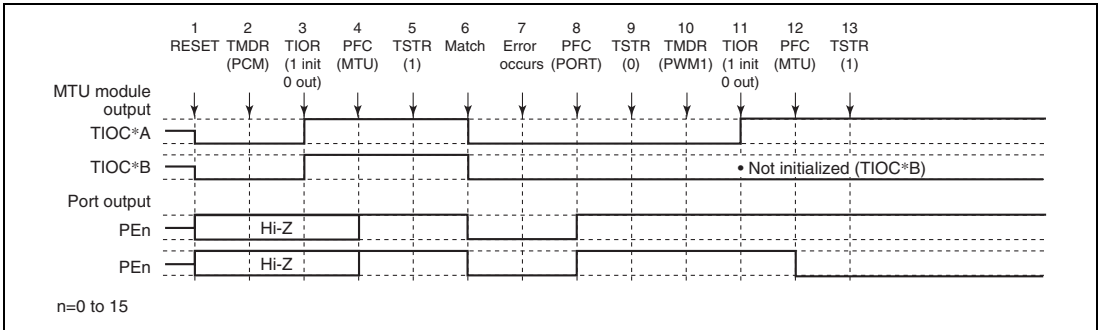 1 2 3 4 5 6 7 8 9 10 11 12 13
RESET TMDR TIOR PFC TSTR Match Error PFC TSTR TMDR TIOR PFC TSTR
(PCM) (1 init (MTU) (1) occurs (PORT) (0) (PWM1) (1 init (MTU) (1)
0 out) 0 out)
MTU module
output
TIOC*A
TIOC*B
• Not initialized (TIOC*B)
Port output
PEn
Hi-Z
PEn
Hi-Z
n=0 to 15